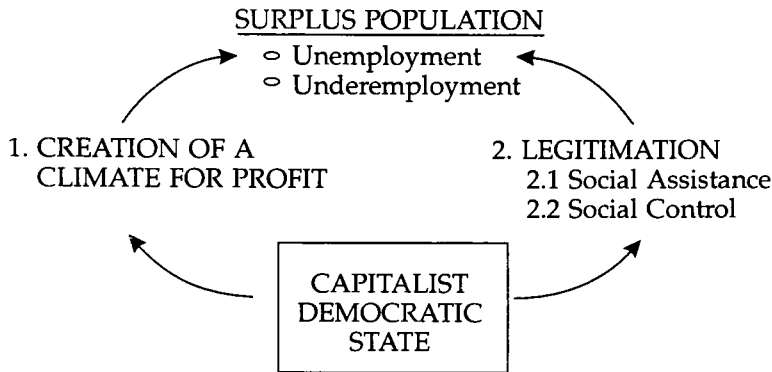 SURPLUS POPULATION
○ Unemployment
○ Underemployment
1. CREATION OF A
CLIMATE FOR PROFIT
2. LEGITIMATION
2.1 Social Assistance
2.2 Social Control
CAPITALIST
DEMOCRATIC
STATE